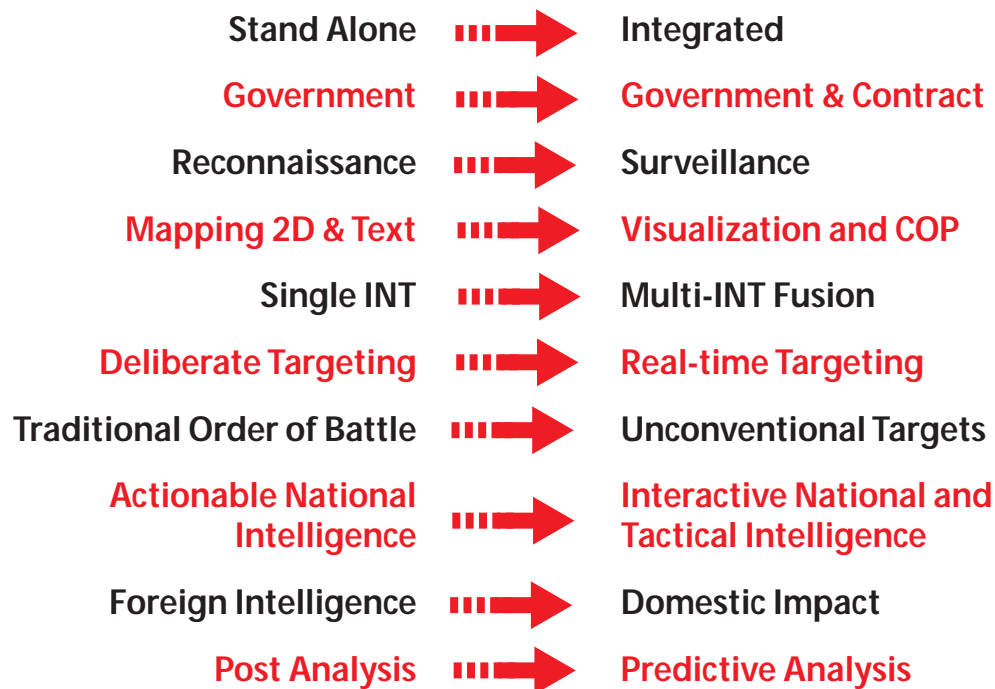 Stand Alone Integrated
Government Government & Contract
Reconnaissance Surveillance
Mapping 2D & Text Visualization and COP
Single INT Multi-INT Fusion
Deliberate Targeting Real-time Targeting
Traditional Order of Battle Unconventional Targets
Actionable National
Intelligence
Interactive National and
Tactical Intelligence
Foreign Intelligence Domestic Impact
Post Analysis Predictive Analysis